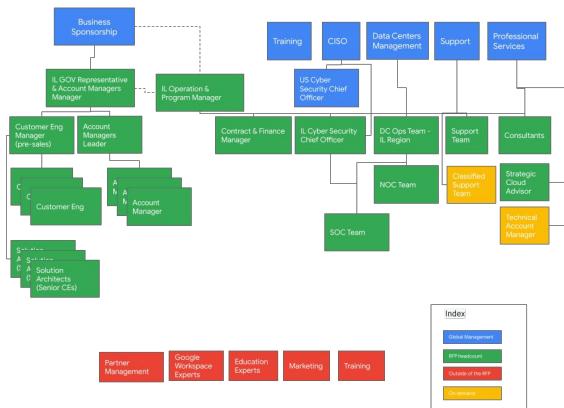 Business
Sponsorship
Training
CISO
Data Centers
Management
Support
Professional
Services
IL GOV Representative
& Account Managers
Manager
IL Operation &
Program Manager
US Cyber
Security Chief
Officer
Customer Eng
Manager
(pre-sales)
Account
Managers
Leader
Contract & Finance
Manager
IL Cyber Security
Chief Officer
DC Ops Team -
IL Region
Support
Team
Consultants
C
C
Customer Eng
A
M
A
M
Account
Manager
NOC Team
Classified
Support
Team
Strategic
Cloud
Advisor
SOC Team
Technical
Account
Manager
Solution
A
(S
Solution
A
(S
Solution
Architects
(Senior CEs)
Partner
Management
Google
Workspace
Experts
Education
Experts
Marketing
Training
Index
Global Management
RFP headcount
Outside of the RFP
On demand